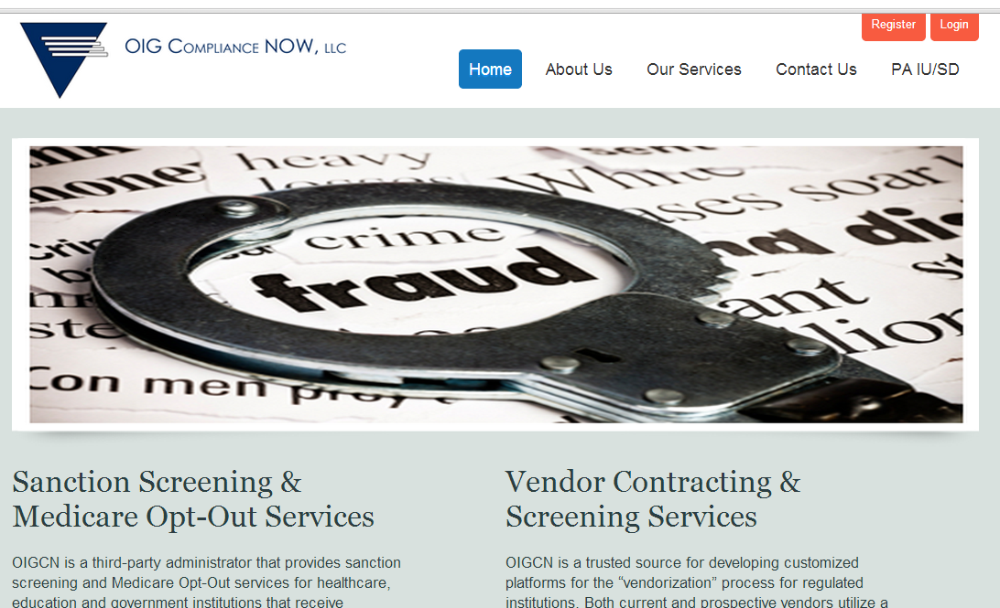 Register
Login
OIG COMPLIANCE NOW, LLC
Home
About Us
Our Services
Contact Us
PA IU/SD
heavy
losses
crime
fraud
Con men
Sanction Screening &
Medicare Opt-Out Services
OIGCN is a third-party administrator that provides sanction
screening and Medicare Opt-Out services for healthcare,
education and government institutions that receive
Vendor Contracting &
Screening Services
OIGCN is a trusted source for developing customized
platforms for the “vendorization” process for regulated
institutions. Both current and prospective vendors utilize a